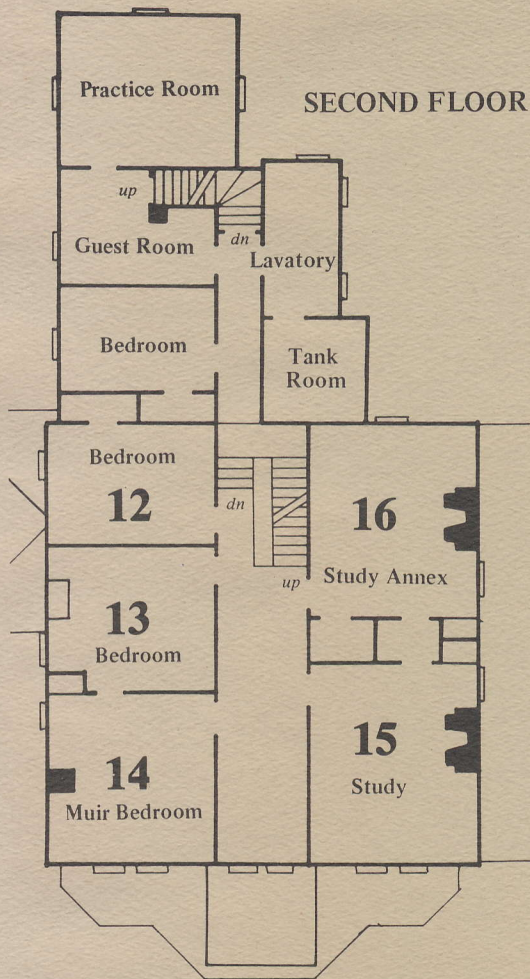 Practice Room
SECOND FLOOR
up
Guest Room
dn
Lavatory
Bedroom
Tank
Room
Bedroom
12
dn
16
Study Annex
up
13
Bedroom
15
Study
14
Muir Bedroom